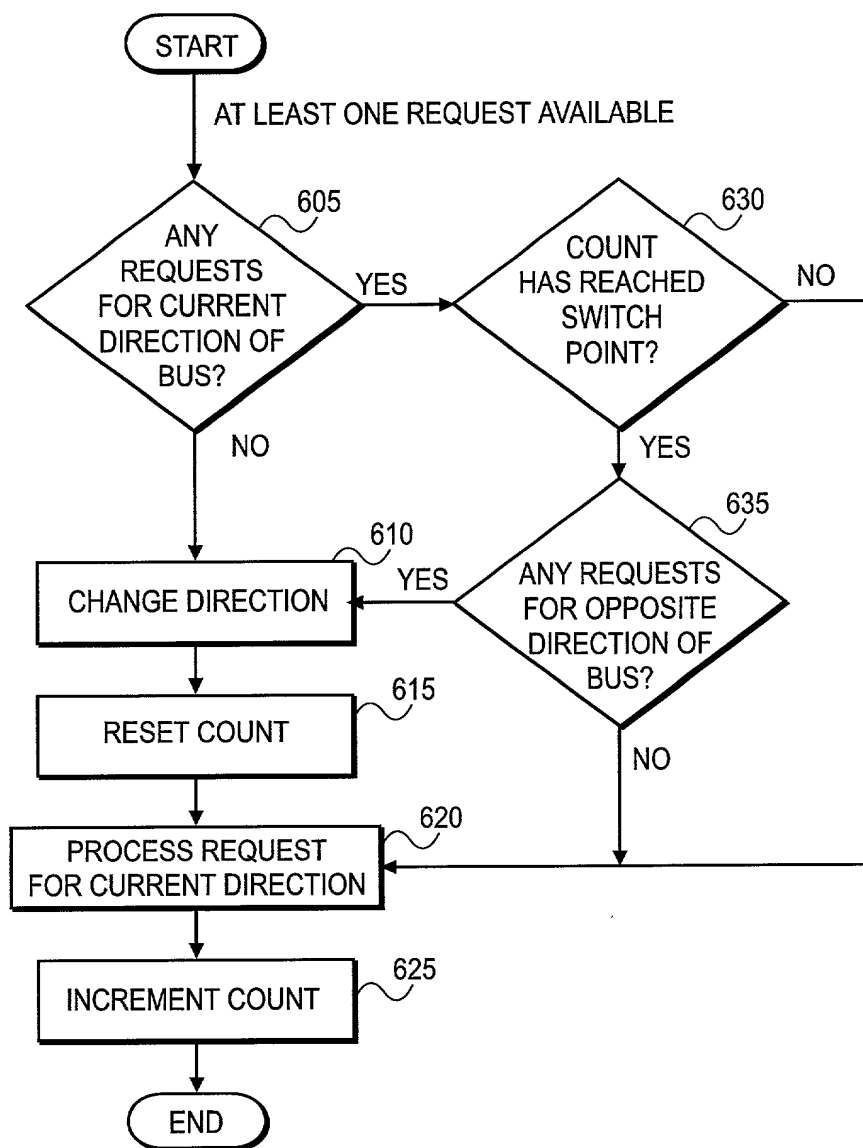 START
AT LEAST ONE REQUEST AVAILABLE
605
ANY
REQUESTS
FOR CURRENT
DIRECTION OF
BUS?
YES
NO
630
COUNT
HAS REACHED
SWITCH
POINT?
NO
YES
635
ANY REQUESTS
FOR OPPOSITE
DIRECTION OF
BUS?
YES
NO
610
CHANGE DIRECTION
615
RESET COUNT
620
PROCESS REQUEST
FOR CURRENT DIRECTION
625
INCREMENT COUNT
END